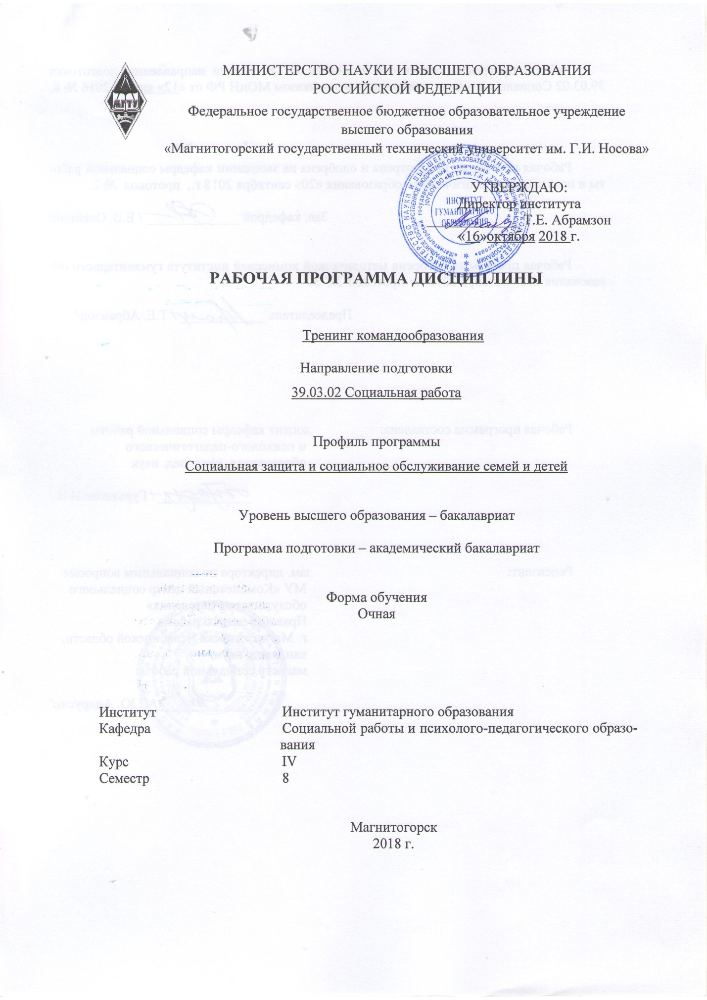 МИНИСТЕРСТВО НАУКИ И ВЫСШЕГО ОБРАЗОВАНИЯ
РОССИЙСКОЙ ФЕДЕРАЦИИ
Федеральное государственное бюджетное образовательное учреждение
высшего образования
«Магнитогорский государственный технический университет им. Г.И. Носова»
МГТУ
УТВЕРЖДАЮ:
Директор института
Т.Е. Абрамзон
«16»октября 2018 г.
ИНСТИТУТ
ГУМАНИТАРНОГО
ОБРАЗОВАНИЯ
РАБОЧАЯ ПРОГРАММА ДИСЦИПЛИНЫ
Тренинг командообразования
Направление подготовки
39.03.02 Социальная работа
Профиль программы
Социальная защита и социальное обслуживание семей и детей
Уровень высшего образования – бакалавриат
Программа подготовки – академический бакалавриат
Форма обучения
Очная
Институт Институт гуманитарного образования
Кафедра Социальной работы и психолого-педагогического образо-
вания
Курс IV
Семестр 8
Магнитогорск
2018 г.